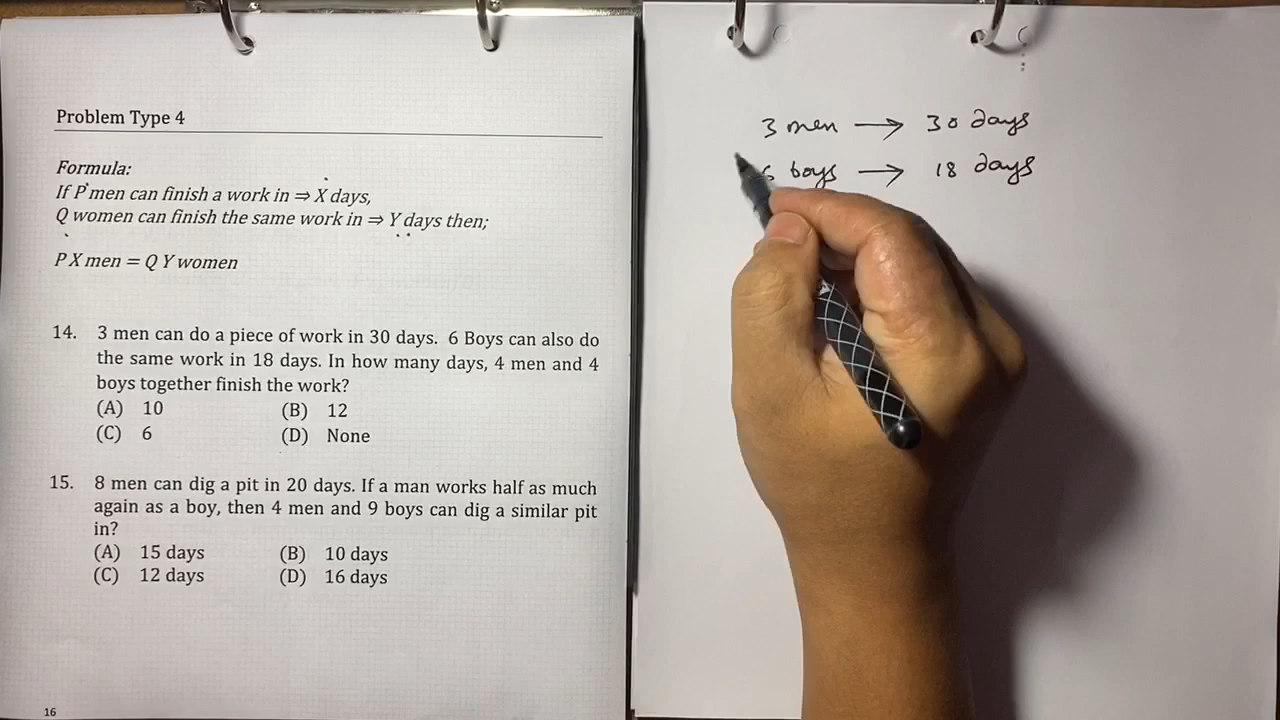 Problem Type 4
Formula:
If P men can finish a work in ⇒ X days,
Q women can finish the same work in ⇒ Y days then;
P X men = Q Y women
14. 3 men can do a piece of work in 30 days. 6 Boys can also do
the same work in 18 days. In how many days, 4 men and 4
boys together finish the work?
(A) 10 (B) 12
(C) 6 (D) None
15. 8 men can dig a pit in 20 days. If a man works half as much
again as a boy, then 4 men and 9 boys can dig a similar pit
in?
(A) 15 days (B) 10 days
(C) 12 days (D) 16 days
16
3 men → 30 days
6 boys → 18 days